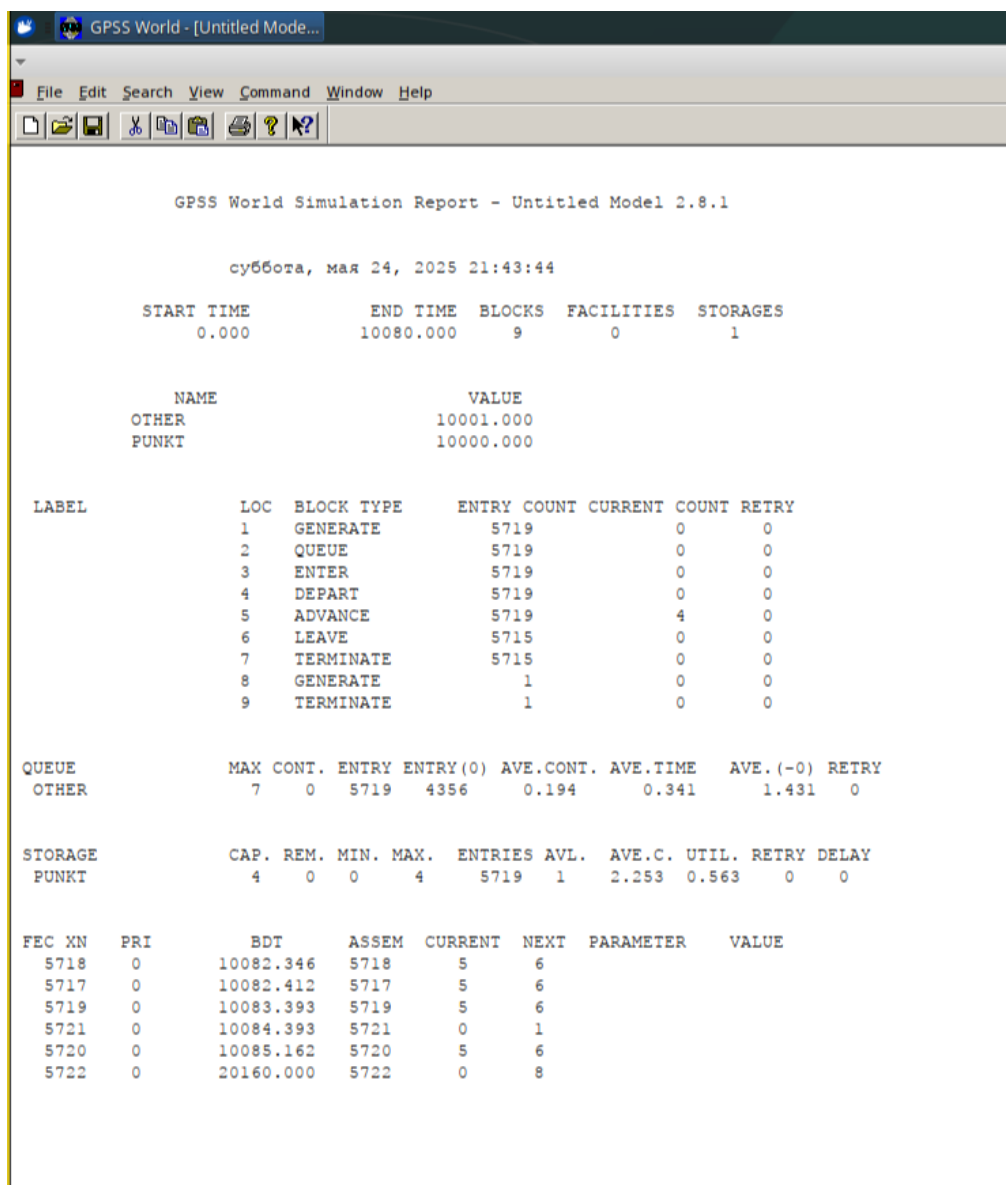 GPSS World - [Untitled Mode...
File Edit Search View Command Window Help
GPSS World Simulation Report - Untitled Model 2.8.1
суббота, мая 24, 2025 21:43:44
START TIME END TIME BLOCKS FACILITIES STORAGES
0.000 10080.000 9 0 1
NAME VALUE
OTHER 10001.000
PUNKT 10000.000
LABEL LOC BLOCK TYPE ENTRY COUNT CURRENT COUNT RETRY
1 GENERATE 5719 0 0
2 QUEUE 5719 0 0
3 ENTER 5719 0 0
4 DEPART 5719 0 0
5 ADVANCE 5719 4 0
6 LEAVE 5715 0 0
7 TERMINATE 5715 0 0
8 GENERATE 1 0 0
9 TERMINATE 1 0 0
QUEUE MAX CONT. ENTRY ENTRY(0) AVE.CONT. AVE.TIME AVE.(-0) RETRY
OTHER 7 0 5719 4356 0.194 0.341 1.431 0
STORAGE CAP. REM. MIN. MAX. ENTRIES AVL. AVE.C. UTIL. RETRY DELAY
PUNKT 4 0 0 4 5719 1 2.253 0.563 0 0
FEC XN PRI BDT ASSEM CURRENT NEXT PARAMETER VALUE
5718 0 10082.346 5718 5 6
5717 0 10082.412 5717 5 6
5719 0 10083.393 5719 5 6
5721 0 10084.393 5721 0 1
5720 0 10085.162 5720 5 6
5722 0 20160.000 5722 0 8